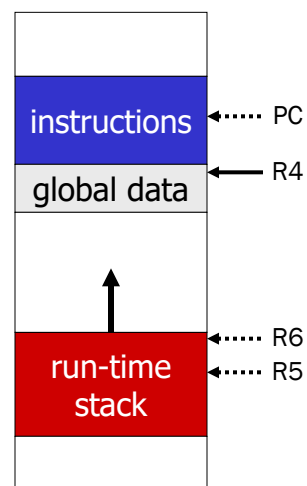 instructions
PC
R4
global data
R6
run-time
R5
stack